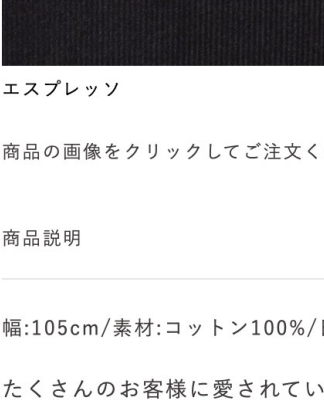 エスプレッソ
商品の画像をクリックしてご注文く
商品説明
幅:105cm/素材:コットン100%/
たくさんのお客様に愛されてい